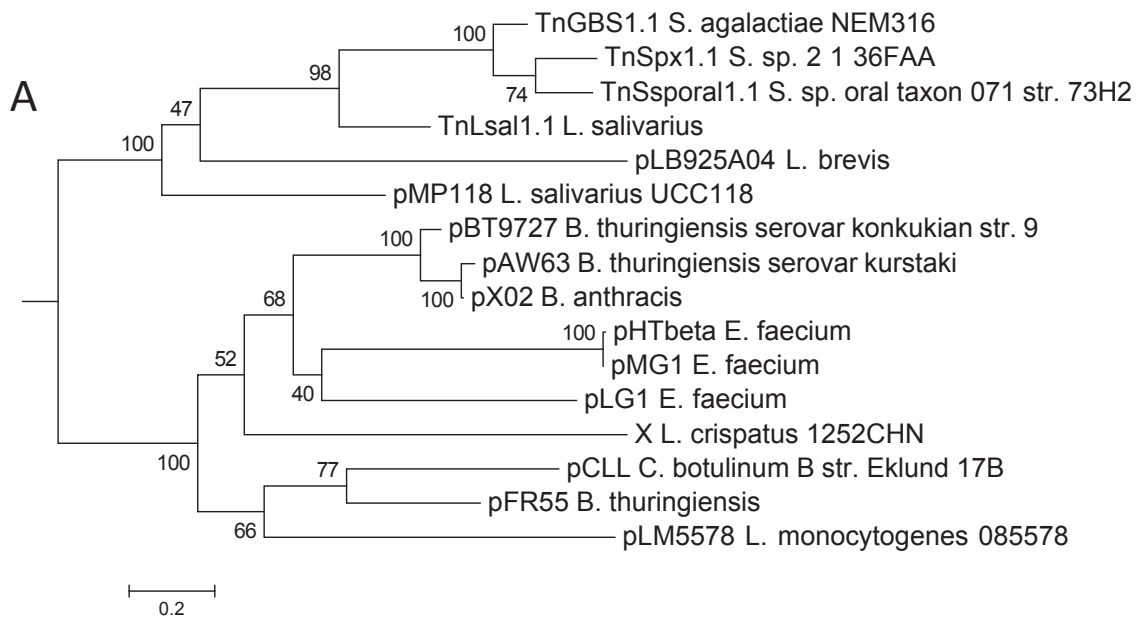 TnGBS1.1 S. agalactiae NEM316
100
TnSpx1.1 S. sp. 2 1 36FAA
98
A
TnSsporal1.1 S. sp. oral taxon 071 str. 73H2
74
47
TnLsal1.1 L. salivarius
100
pLB925A04 L. brevis
pMP118 L. salivarius UCC118
pBT9727 B. thuringiensis serovar konkukian str. 9
100
pAW63 B. thuringiensis serovar kurstaki
100
pX02 B. anthracis
68
pHTbeta E. faecium
100
52
pMG1 E. faecium
40
pLG1 E. faecium
X L. crispatus 1252CHN
100
pCLL C. botulinum B str. Eklund 17B
77
pFR55 B. thuringiensis
66
pLM5578 L. monocytogenes 085578
0.2